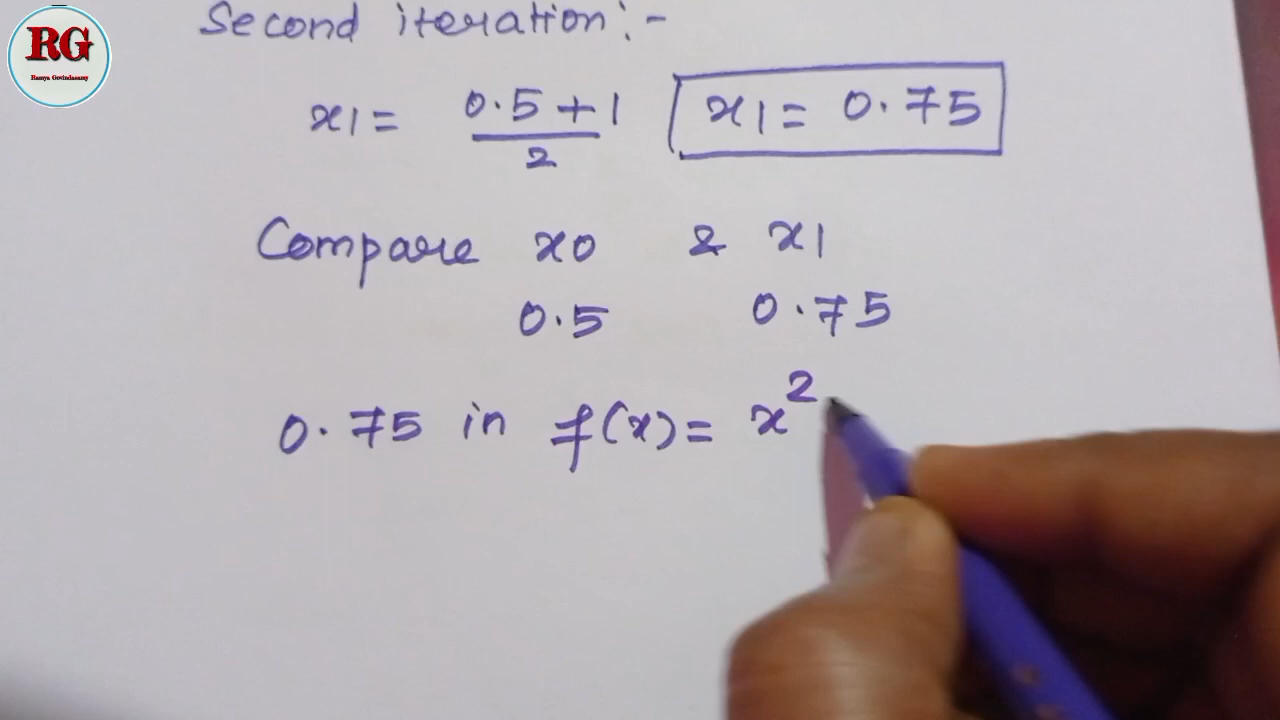 RG
Ramya Govindasamy
Second iteration:-
x1 = 0.5+1/2 x1 = 0.75
Compare x0 & x1
0.5 0.75
0.75 in f(x) = x²